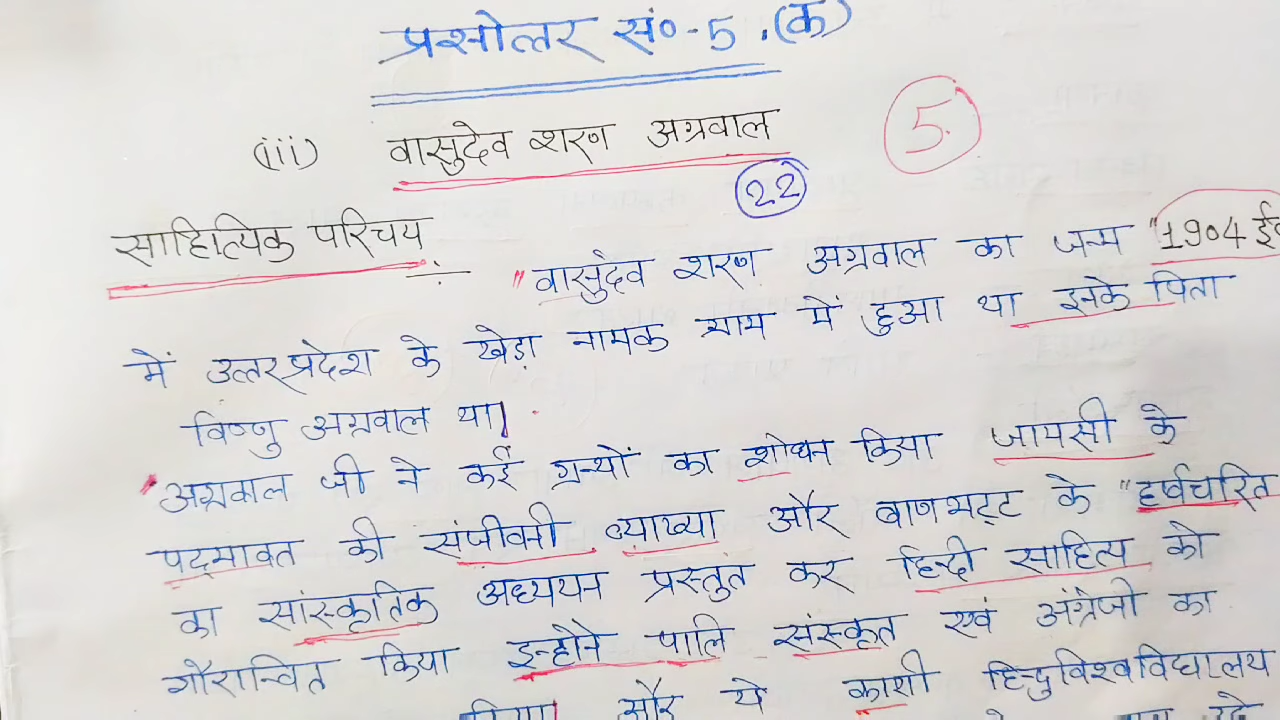 प्रश्नोत्तर सं०-5.(क)
(iii) वासुदेव शरण अग्रवाल
5.
22
साहित्यिक परिचय
÷ "वासुदेव शरण अग्रवाल का जन्म "1904 ई०
में उत्तरप्रदेश के खेड़ा नामक ग्राम में हुआ था इनके पिता
विष्णु अग्रवाल था।
"अग्रवाल जी ने कई ग्रन्थों का शोधन किया जायसी के
पद्मावत की संजीवनी व्याख्या और बाणभट्ट के "हर्षचरित
का सांस्कृतिक अध्ययन प्रस्तुत कर हिन्दी साहित्य को
गौरान्वित किया इन्होने पालि संस्कृत एवं अंग्रेजी का
और ये काशी हिन्दुविश्वविद्यालय